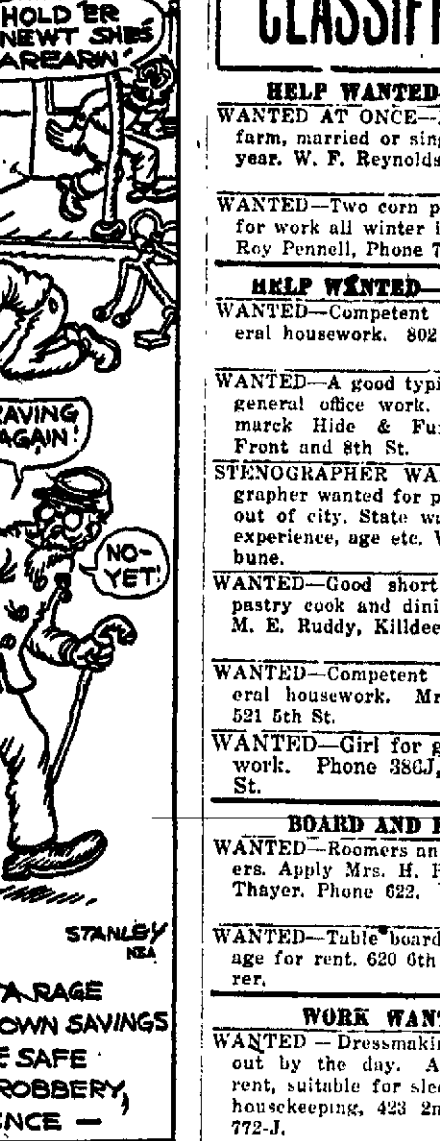 HOLD 'ER
NEWT SHE'S
AREARIN'
AGAIN!
NO-
YET!
STANLEY
NEA
RAGE
OWN SAVINGS
SAFE
ROBBERY,
CLASSIFI
HELP WANTED—
WANTED AT ONCE—
farm, married or sing
year. W. F. Reynolds
WANTED—Two corn p
for work all winter i
Roy Pennell, Phone 7
HELP WANTED—
WANTED—Competent
eral housework. 802
WANTED—A good typi
general office work.
marck Hide & Fu
Front and 8th St.
STENOGRAPHER WA
grapher wanted for p
out of city. State w
experience, age etc. W
bune.
WANTED—Good short
pastry cook and dini
M. E. Ruddy, Killdee
WANTED—Competent
eral housework. Mr
521 5th St.
WANTED—Girl for g
work. Phone 386J,
St.
BOARD AND
WANTED—Roomers an
ers. Apply Mrs. H. F
Thayer. Phone 622.
WANTED—Table board
age for rent. 620 6th
rer.
WORK WANT
WANTED—Dressmakin
out by the day. A
rent, suitable for slee
housekeeping, 423 2n
772-J.